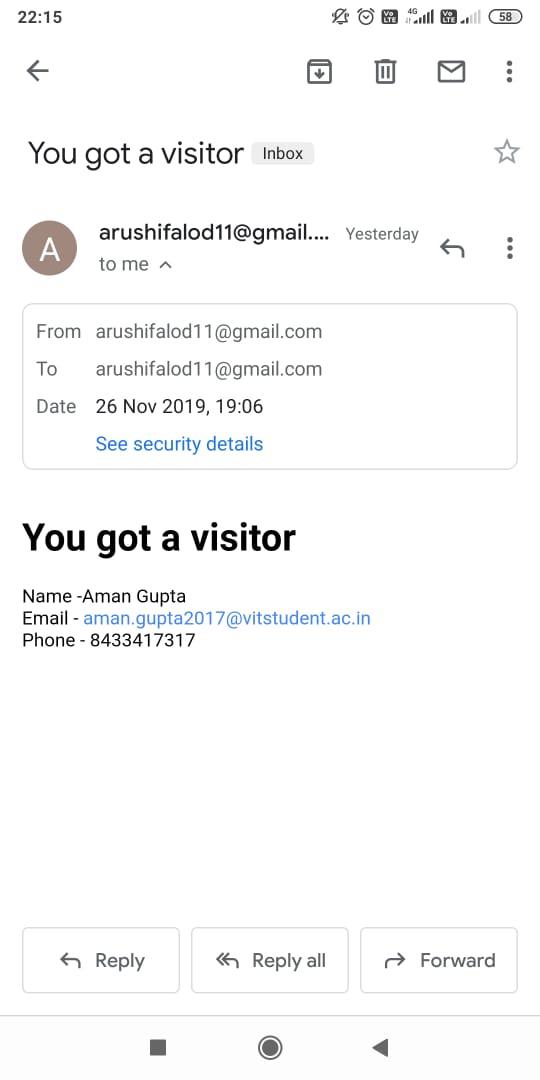 22:15
Vo LTE 4G Vo LTE 58
You got a visitor Inbox
A
arushifalod11@gmail.... Yesterday
to me
From arushifalod11@gmail.com
To arushifalod11@gmail.com
Date 26 Nov 2019, 19:06
See security details
You got a visitor
Name -Aman Gupta
Email - aman.gupta2017@vitstudent.ac.in
Phone - 8433417317
Reply Reply all Forward